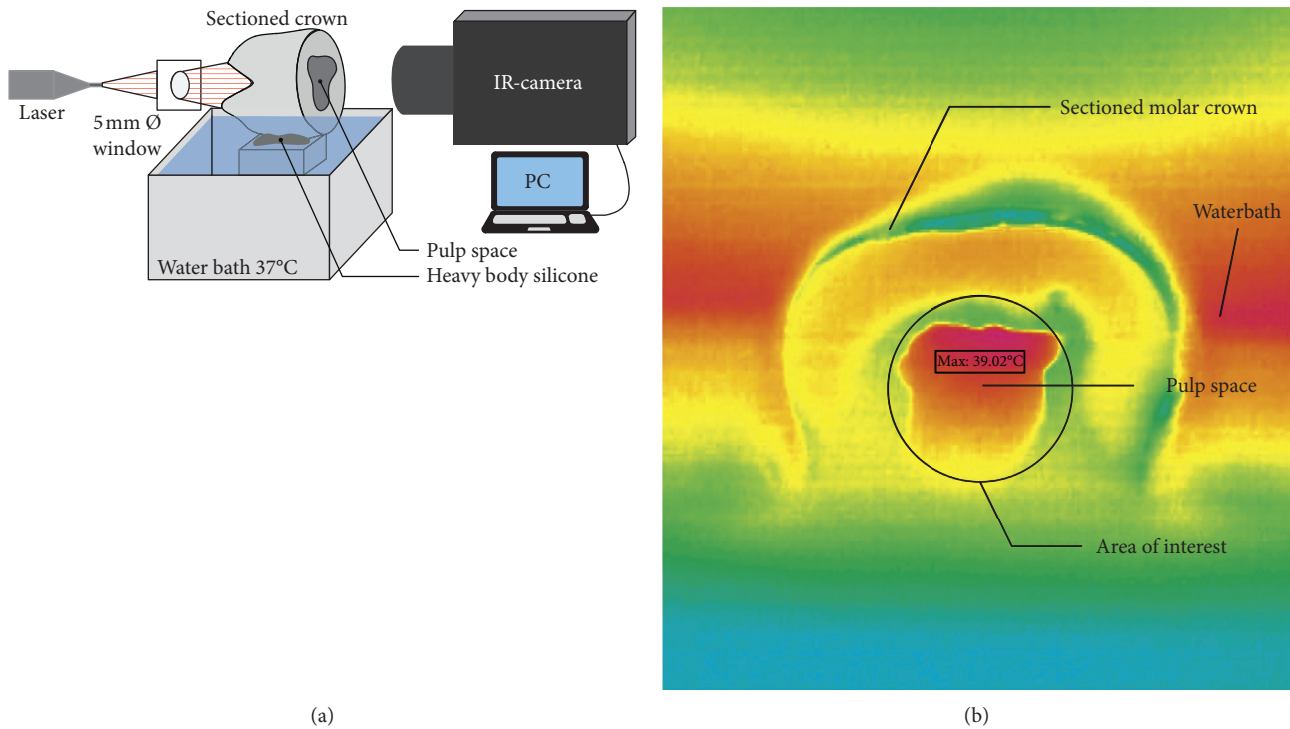 Sectioned crown
Laser
5 mm Ø
window
IR-camera
PC
Pulp space
Heavy body silicone
Water bath 37°C
Sectioned molar crown
Waterbath
Max: 39.02°C
Pulp space
Area of interest
(a)
(b)